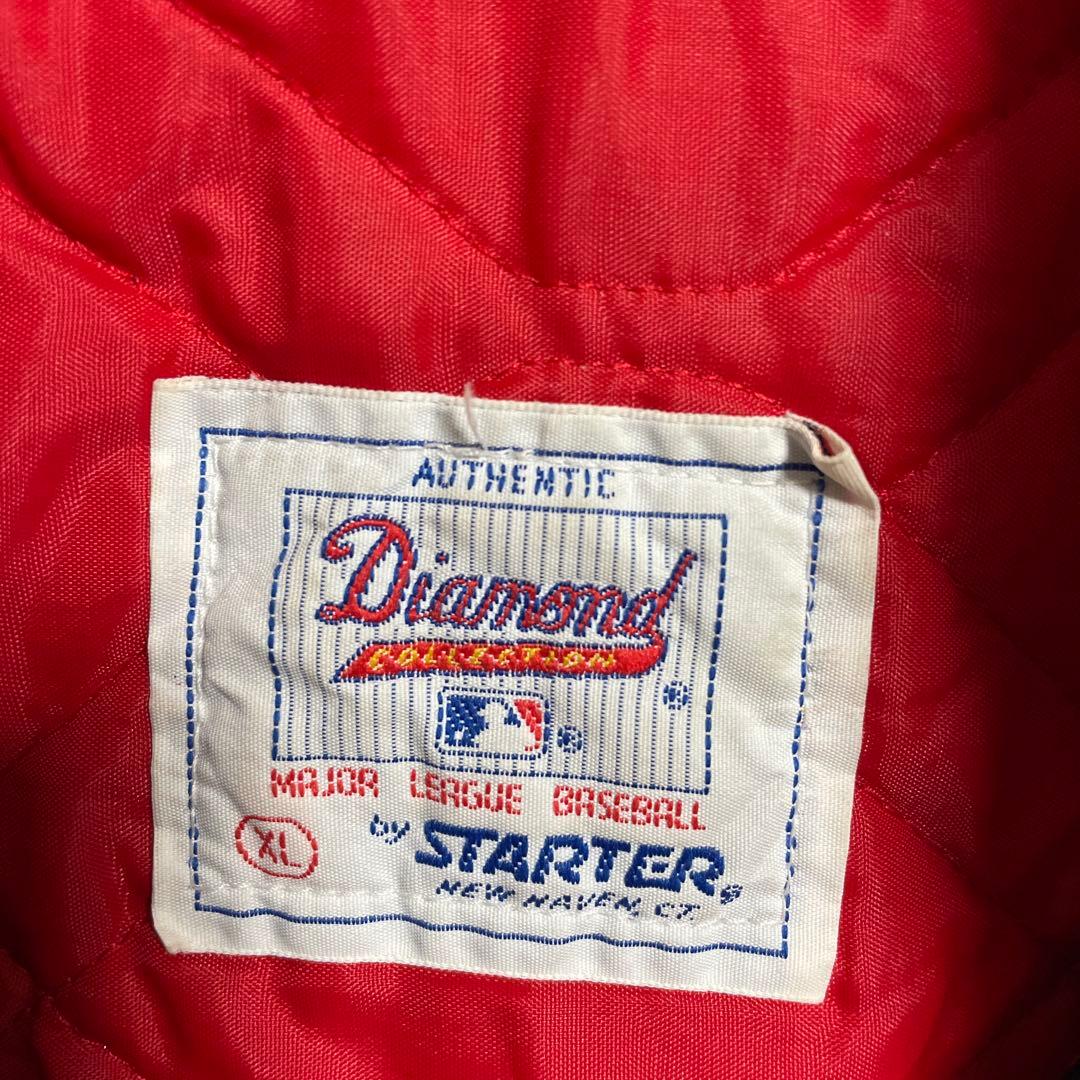 AUTHENTIC
Diamond
COLLECTION
®
®
MAJOR LEAGUE BASEBALL
XL
by STARTER®
NEW HAVEN, CT.